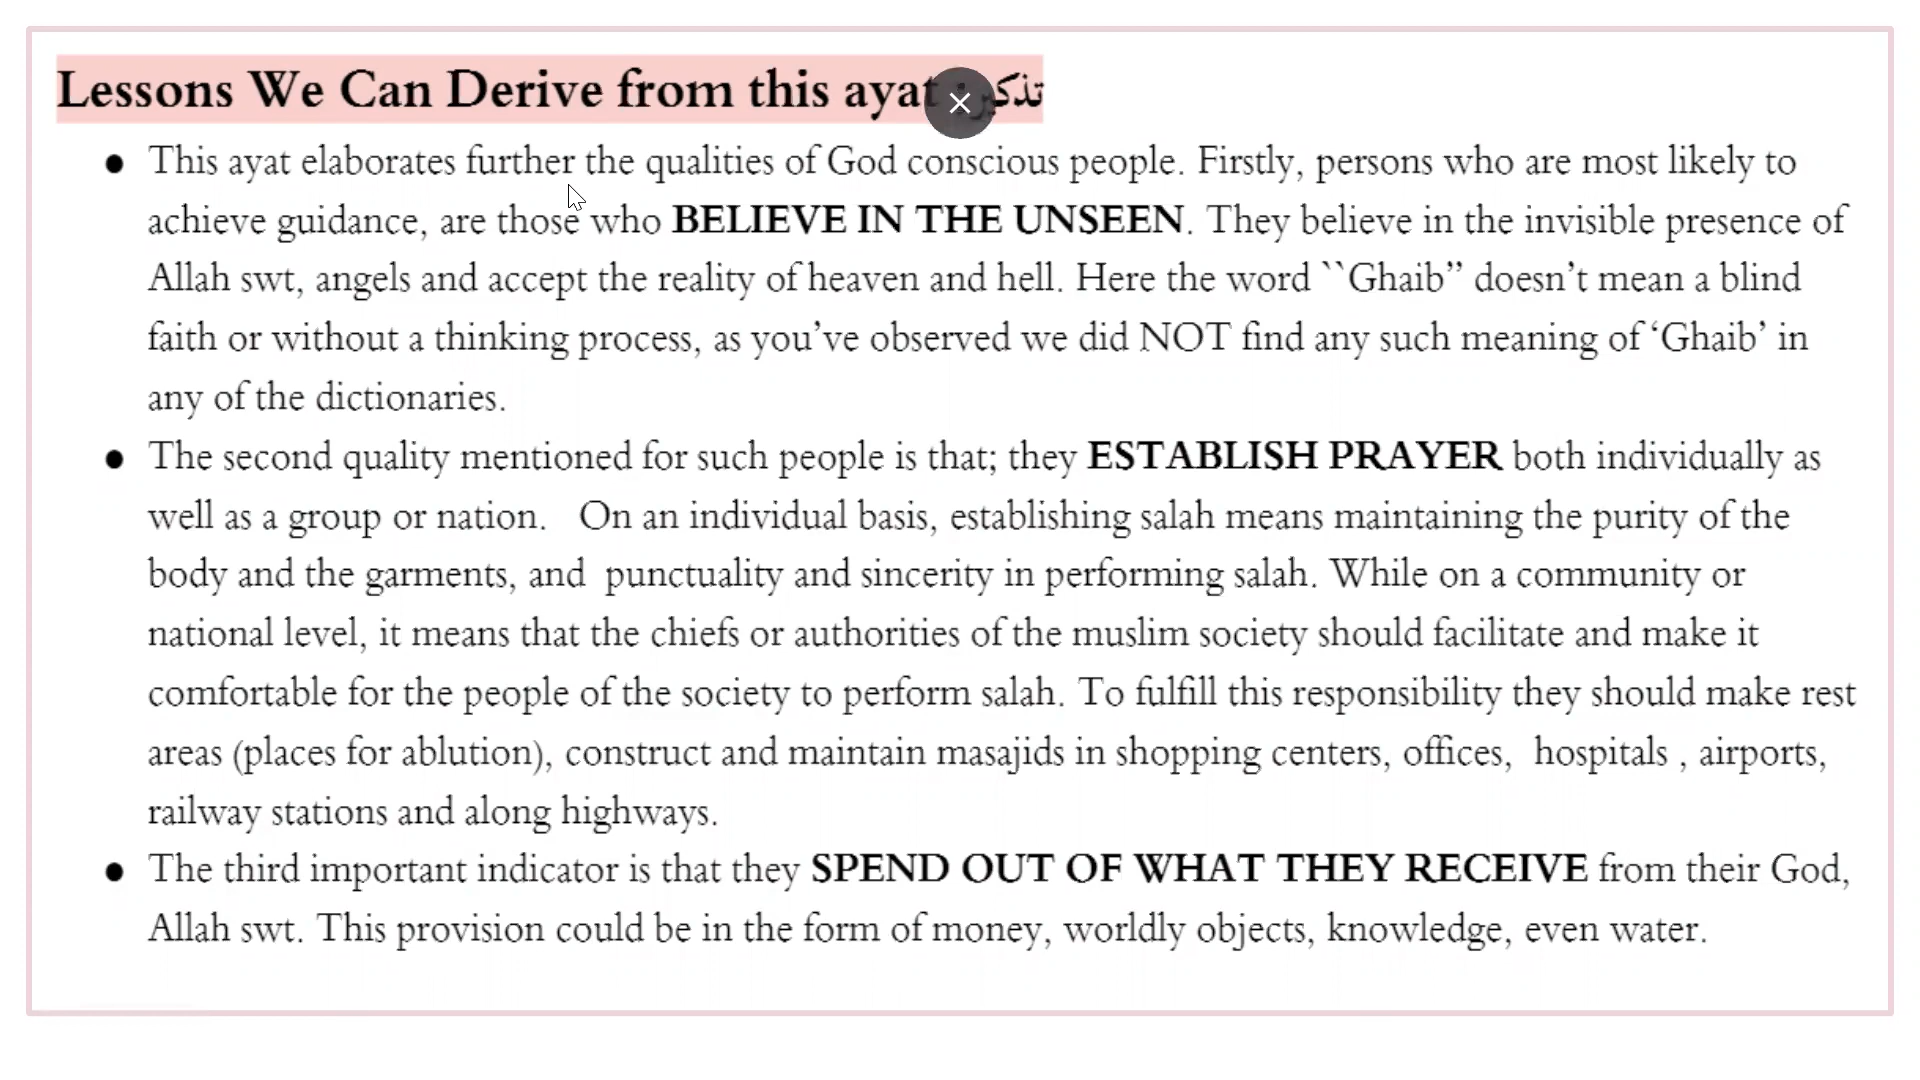 Lessons We Can Derive from this ayat
● This ayat elaborates further the qualities of God conscious people. Firstly, persons who are most likely to
achieve guidance, are those who BELIEVE IN THE UNSEEN. They believe in the invisible presence of
Allah swt, angels and accept the reality of heaven and hell. Here the word ``Ghaib” doesn’t mean a blind
faith or without a thinking process, as you’ve observed we did NOT find any such meaning of ‘Ghaib’ in
any of the dictionaries.
● The second quality mentioned for such people is that; they ESTABLISH PRAYER both individually as
well as a group or nation. On an individual basis, establishing salah means maintaining the purity of the
body and the garments, and punctuality and sincerity in performing salah. While on a community or
national level, it means that the chiefs or authorities of the muslim society should facilitate and make it
comfortable for the people of the society to perform salah. To fulfill this responsibility they should make rest
areas (places for ablution), construct and maintain masajids in shopping centers, offices, hospitals , airports,
railway stations and along highways.
● The third important indicator is that they SPEND OUT OF WHAT THEY RECEIVE from their God,
Allah swt. This provision could be in the form of money, worldly objects, knowledge, even water.